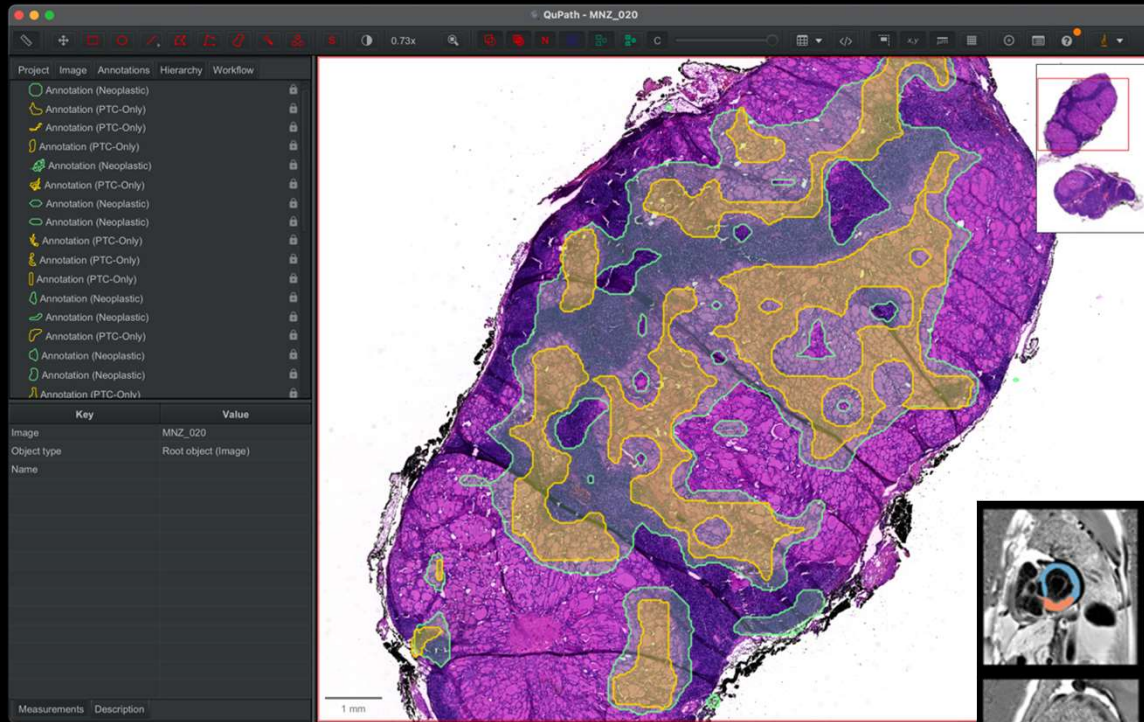 QuPath - MNZ_020
S 0.73x N C </> x,y
Project Image Annotations Hierarchy Workflow
Annotation (Neoplastic)
Annotation (PTC-Only)
Annotation (PTC-Only)
Annotation (PTC-Only)
Annotation (Neoplastic)
Annotation (PTC-Only)
Annotation (Neoplastic)
Annotation (Neoplastic)
Annotation (PTC-Only)
Annotation (PTC-Only)
Annotation (PTC-Only)
Annotation (Neoplastic)
Annotation (Neoplastic)
Annotation (PTC-Only)
Annotation (Neoplastic)
Annotation (Neoplastic)
Annotation (PTC-Only)
Key Value
Image MNZ_020
Object type Root object (Image)
Name
1 mm
Measurements Description